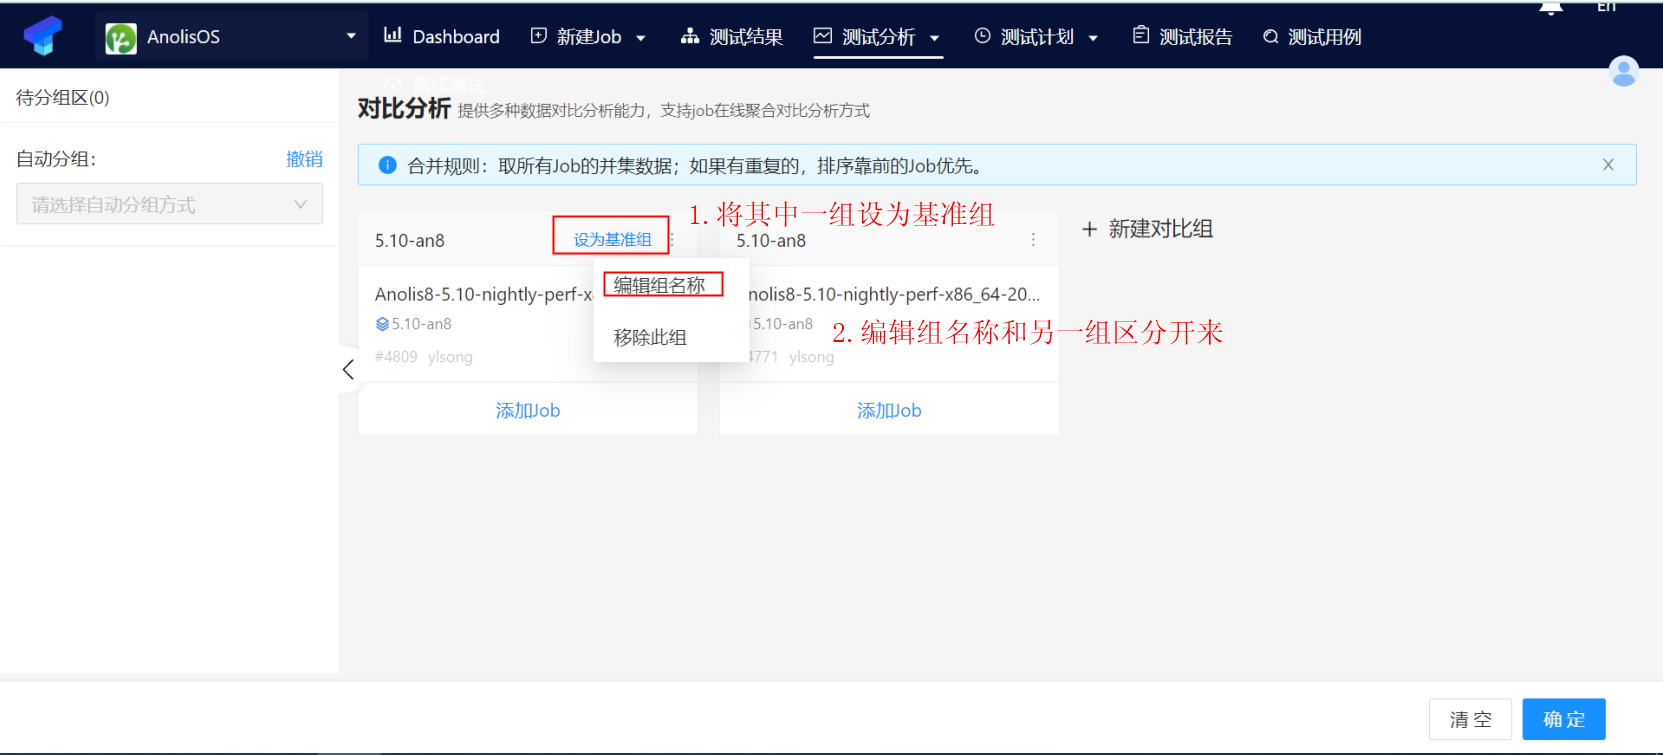 En
AnolisOS
Dashboard
新建Job
测试结果
测试分析
测试计划
测试报告
测试用例
离线测试
待分组区(0)
自动分组:
撤销
请选择自动分组方式
对比分析 提供多种数据对比分析能力，支持job在线聚合对比分析方式
合并规则：取所有Job的并集数据；如果有重复的，排序靠前的Job优先。
1.将其中一组设为基准组
5.10-an8
设为基准组
编辑组名称
移除此组
Anolis8-5.10-nightly-perf-x
5.10-an8
#4809 ylsong
添加Job
5.10-an8
nolis8-5.10-nightly-perf-x86_64-20...
5.10-an8
2.编辑组名称和另一组区分开来
4771 ylsong
添加Job
+ 新建对比组
清 空
确 定